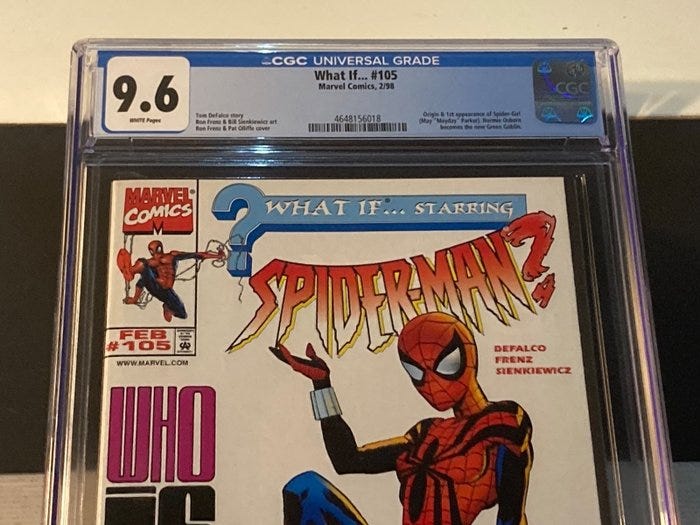 CGC UNIVERSAL GRADE
9.6
WHITE Pages
What If... #105
Marvel Comics, 2/98
Tom DeFalco story
Ron Frenz & Bill Sienkiewicz art
Ron Frenz & Pat Olliffe cover
4648156018
Origin & 1st appearance of Spider-Girl
(May "Mayday" Parker). Normie Osborn
becomes the new Green Goblin.
CGC
MARVEL
COMICS
M
WHAT IF... STARRING
SPIDER-MAN?
FEB
#105
WWW.MARVEL.COM
DEFALCO
FRENZ
SIENKIEWICZ
WHO
IS